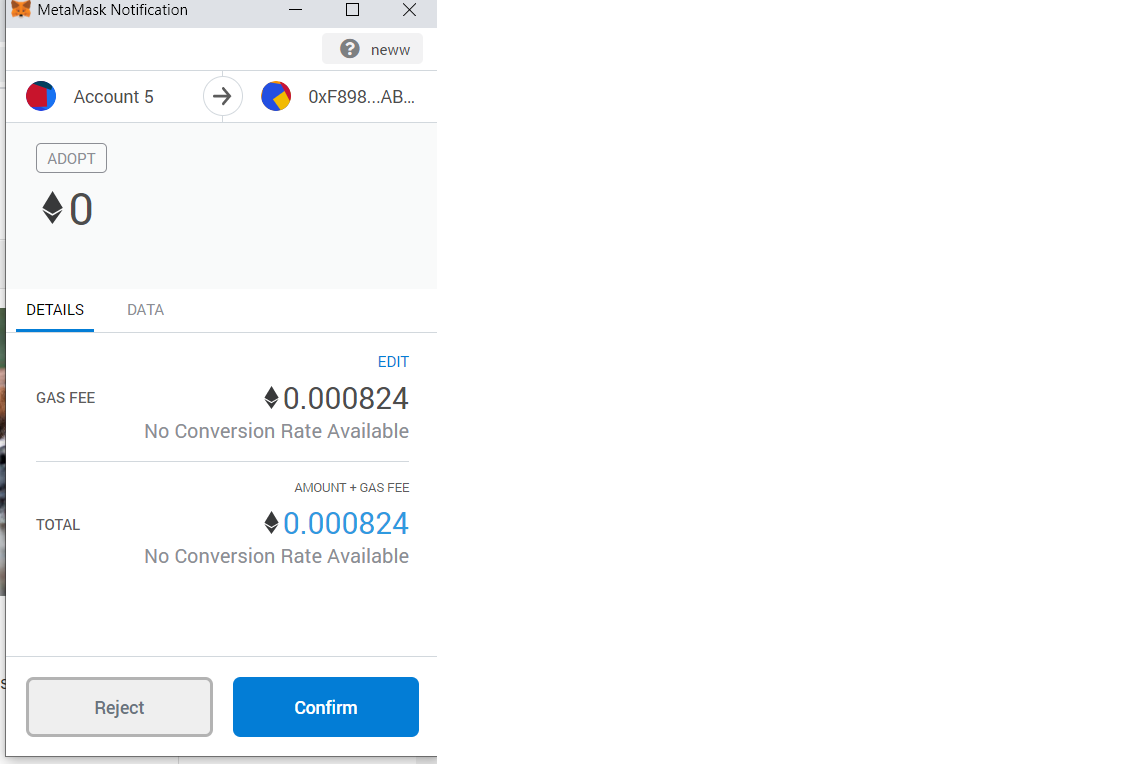 MetaMask Notification
neww
Account 5
0xF898...AB...
ADOPT
0
DETAILS DATA
EDIT
GAS FEE 0.000824
No Conversion Rate Available
AMOUNT + GAS FEE
TOTAL 0.000824
No Conversion Rate Available
Reject Confirm